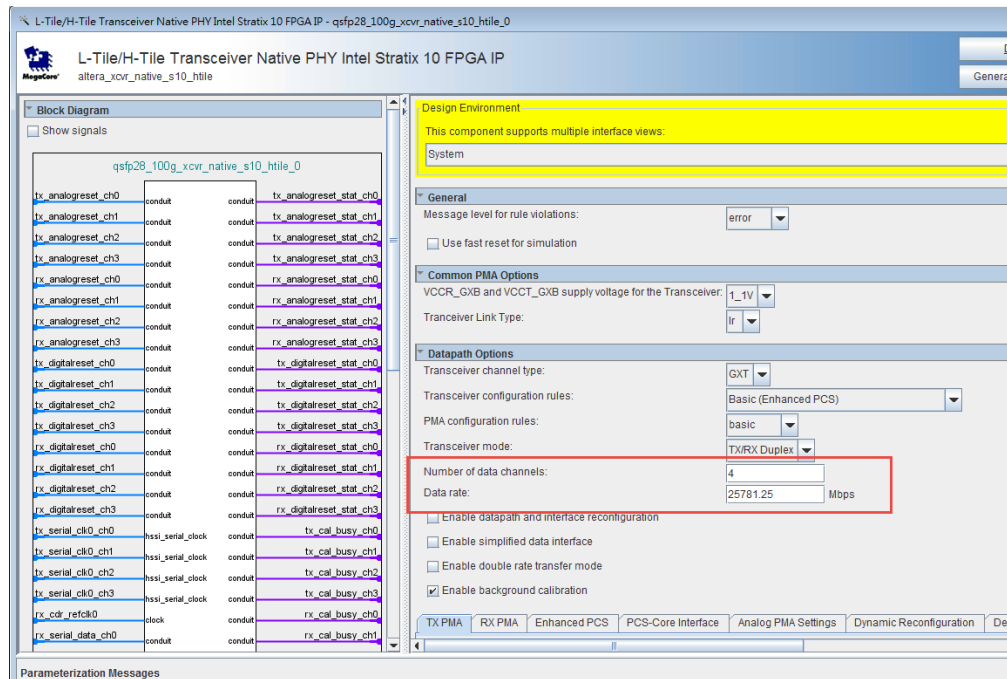 L-Tile/H-Tile Transceiver Native PHY Intel Stratix 10 FPGA IP - qsfp28_100g_xcvr_native_s10_htile_0
L-Tile/H-Tile Transceiver Native PHY Intel Stratix 10 FPGA IP
MegaCore'
altera_xcvr_native_s10_htile
Block Diagram
Show signals
qsfp28_100g_xcvr_native_s10_htile_0
tx_analogreset_ch0 conduit conduit tx_analogreset_stat_ch0
tx_analogreset_ch1 conduit conduit tx_analogreset_stat_ch1
tx_analogreset_ch2 conduit conduit tx_analogreset_stat_ch2
tx_analogreset_ch3 conduit conduit tx_analogreset_stat_ch3
rx_analogreset_ch0 conduit conduit rx_analogreset_stat_ch0
rx_analogreset_ch1 conduit conduit rx_analogreset_stat_ch1
rx_analogreset_ch2 conduit conduit rx_analogreset_stat_ch2
rx_analogreset_ch3 conduit conduit rx_analogreset_stat_ch3
tx_digitalreset_ch0 conduit conduit tx_digitalreset_stat_ch0
tx_digitalreset_ch1 conduit conduit tx_digitalreset_stat_ch1
tx_digitalreset_ch2 conduit conduit tx_digitalreset_stat_ch2
tx_digitalreset_ch3 conduit conduit tx_digitalreset_stat_ch3
rx_digitalreset_ch0 conduit conduit rx_digitalreset_stat_ch0
rx_digitalreset_ch1 conduit conduit rx_digitalreset_stat_ch1
rx_digitalreset_ch2 conduit conduit rx_digitalreset_stat_ch2
rx_digitalreset_ch3 conduit conduit rx_digitalreset_stat_ch3
tx_serial_clk0_ch0 hssi_serial_clock conduit tx_cal_busy_ch0
tx_serial_clk0_ch1 hssi_serial_clock conduit tx_cal_busy_ch1
tx_serial_clk0_ch2 hssi_serial_clock conduit tx_cal_busy_ch2
tx_serial_clk0_ch3 hssi_serial_clock conduit tx_cal_busy_ch3
rx_cdr_refclk0 clock conduit rx_cal_busy_ch0
rx_serial_data_ch0 conduit conduit rx_cal_busy_ch1
Design Environment
This component supports multiple interface views:
System
General
Message level for rule violations: error
Use fast reset for simulation
Common PMA Options
VCCR_GXB and VCCT_GXB supply voltage for the Transceiver: 1_1V
Tranceiver Link Type: lr
Datapath Options
Transceiver channel type: GXT
Transceiver configuration rules: Basic (Enhanced PCS)
PMA configuration rules: basic
Transceiver mode: TX/RX Duplex
Number of data channels: 4
Data rate: 25781.25 Mbps
Enable datapath and interface reconfiguration
Enable simplified data interface
Enable double rate transfer mode
Enable background calibration
TX PMA RX PMA Enhanced PCS PCS-Core Interface Analog PMA Settings Dynamic Reconfiguration
Parameterization Messages